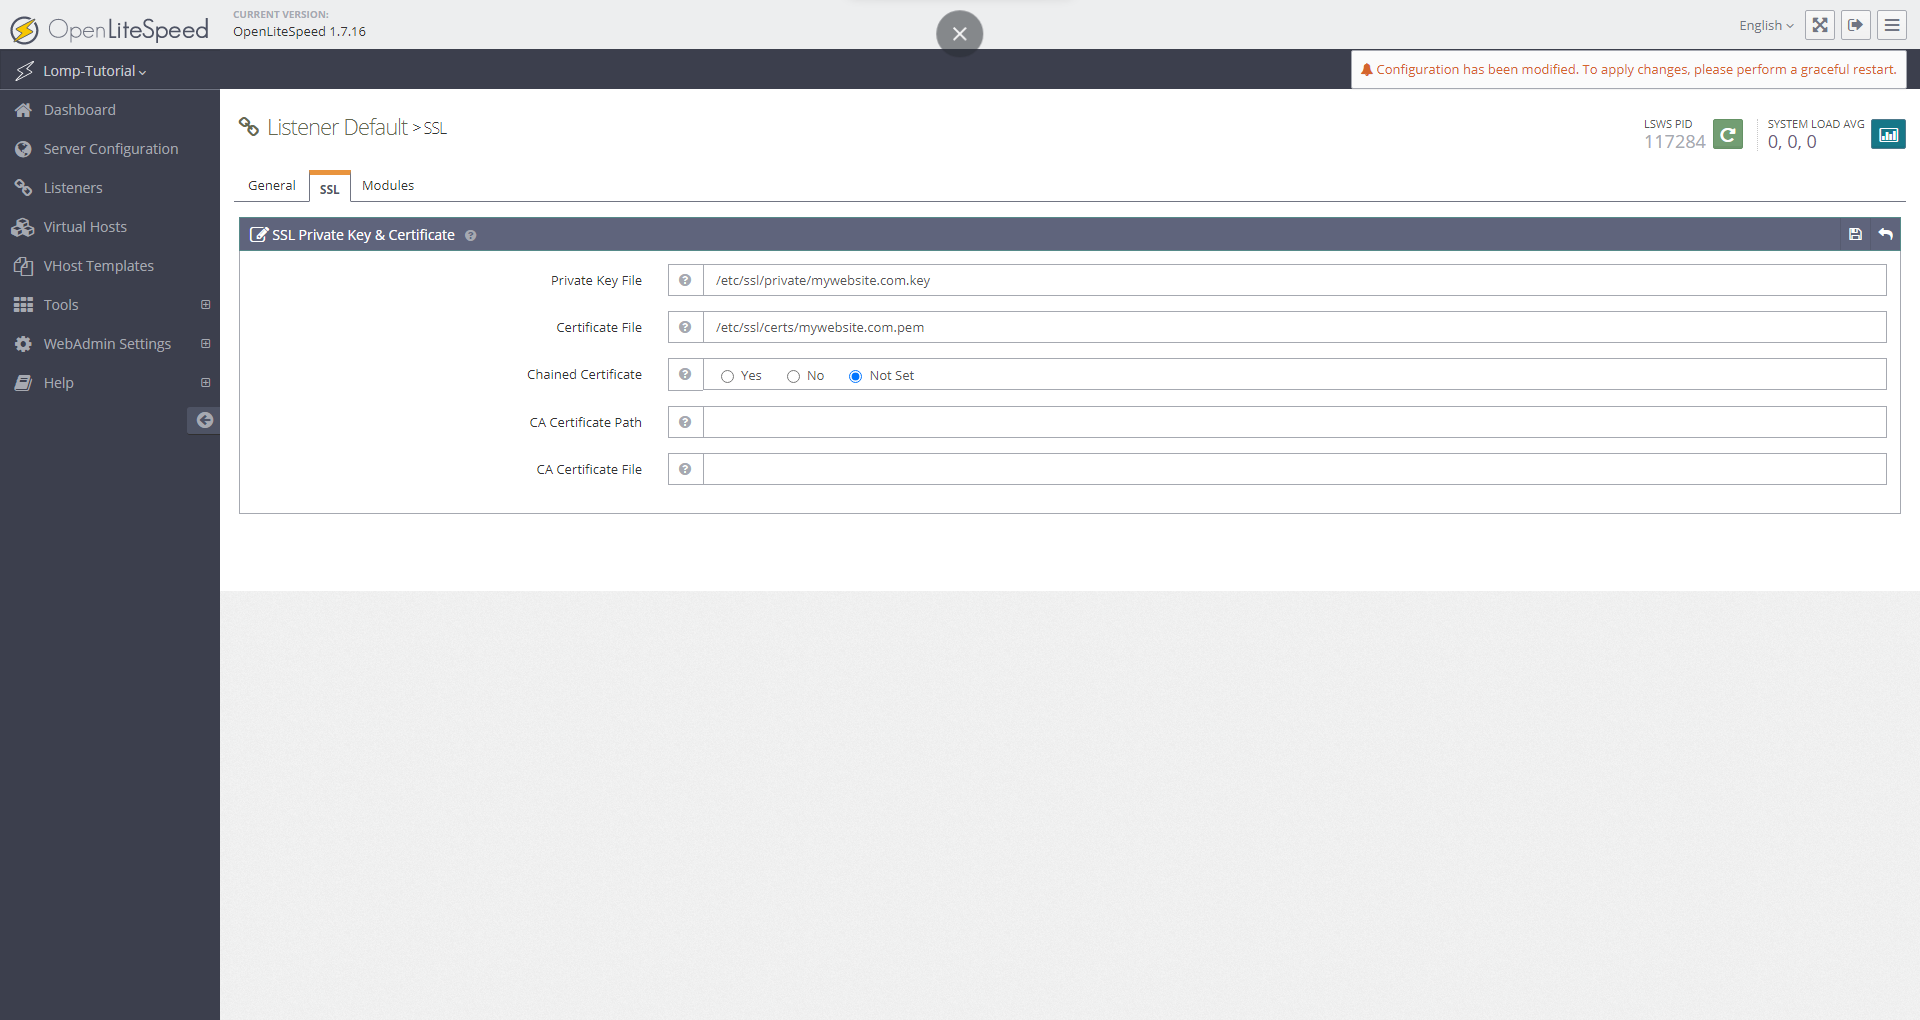 OpenLiteSpeed
CURRENT VERSION:
OpenLiteSpeed 1.7.16
English
Lomp-Tutorial
Configuration has been modified. To apply changes, please perform a graceful restart.
Dashboard
Server Configuration
Listeners
Virtual Hosts
VHost Templates
Tools
WebAdmin Settings
Help
Listener Default > SSL
LSWS PID
117284
SYSTEM LOAD AVG
0, 0, 0
General
SSL
Modules
SSL Private Key & Certificate
Private Key File
/etc/ssl/private/mywebsite.com.key
Certificate File
/etc/ssl/certs/mywebsite.com.pem
Chained Certificate
Yes No Not Set
CA Certificate Path
CA Certificate File